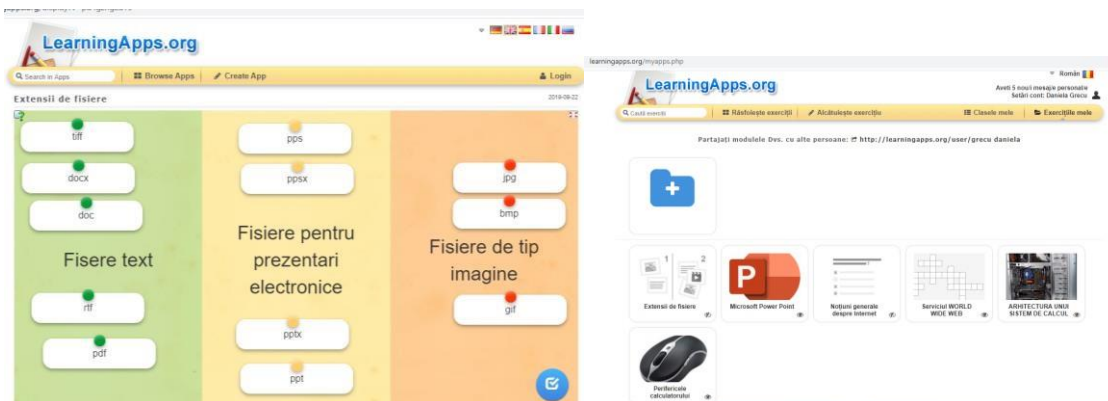 LearningApps.org
Search in Apps
Browse Apps
Create App
Login
Extensii de fisiere
2019-09-22
tiff
docx
doc
Fisere text
rtf
pdf
pps
ppsx
Fisiere pentru
prezentari
electronice
pptx
ppt
jpg
bmp
Fisiere de tip
imagine
gif
learningapps.org/myapps.php
LearningApps.org
Român
Aveti 5 noui mesaje personale
Setări cont: Daniela Grecu
Caută exerciții
Răsfoiește exerciții
Alcătuiește exercițiu
Clasele mele
Exercițiile mele
Partajați modulele Dvs. cu alte persoane: http://learningapps.org/user/grecu daniela
1 2
Extensii de fisiere
P
Microsoft Power Point
Noțiuni generale
despre Internet
Serviciul WORLD
WIDE WEB
ARHITECTURA UNUI
SISTEM DE CALCUL
Perifericele
calculatorului